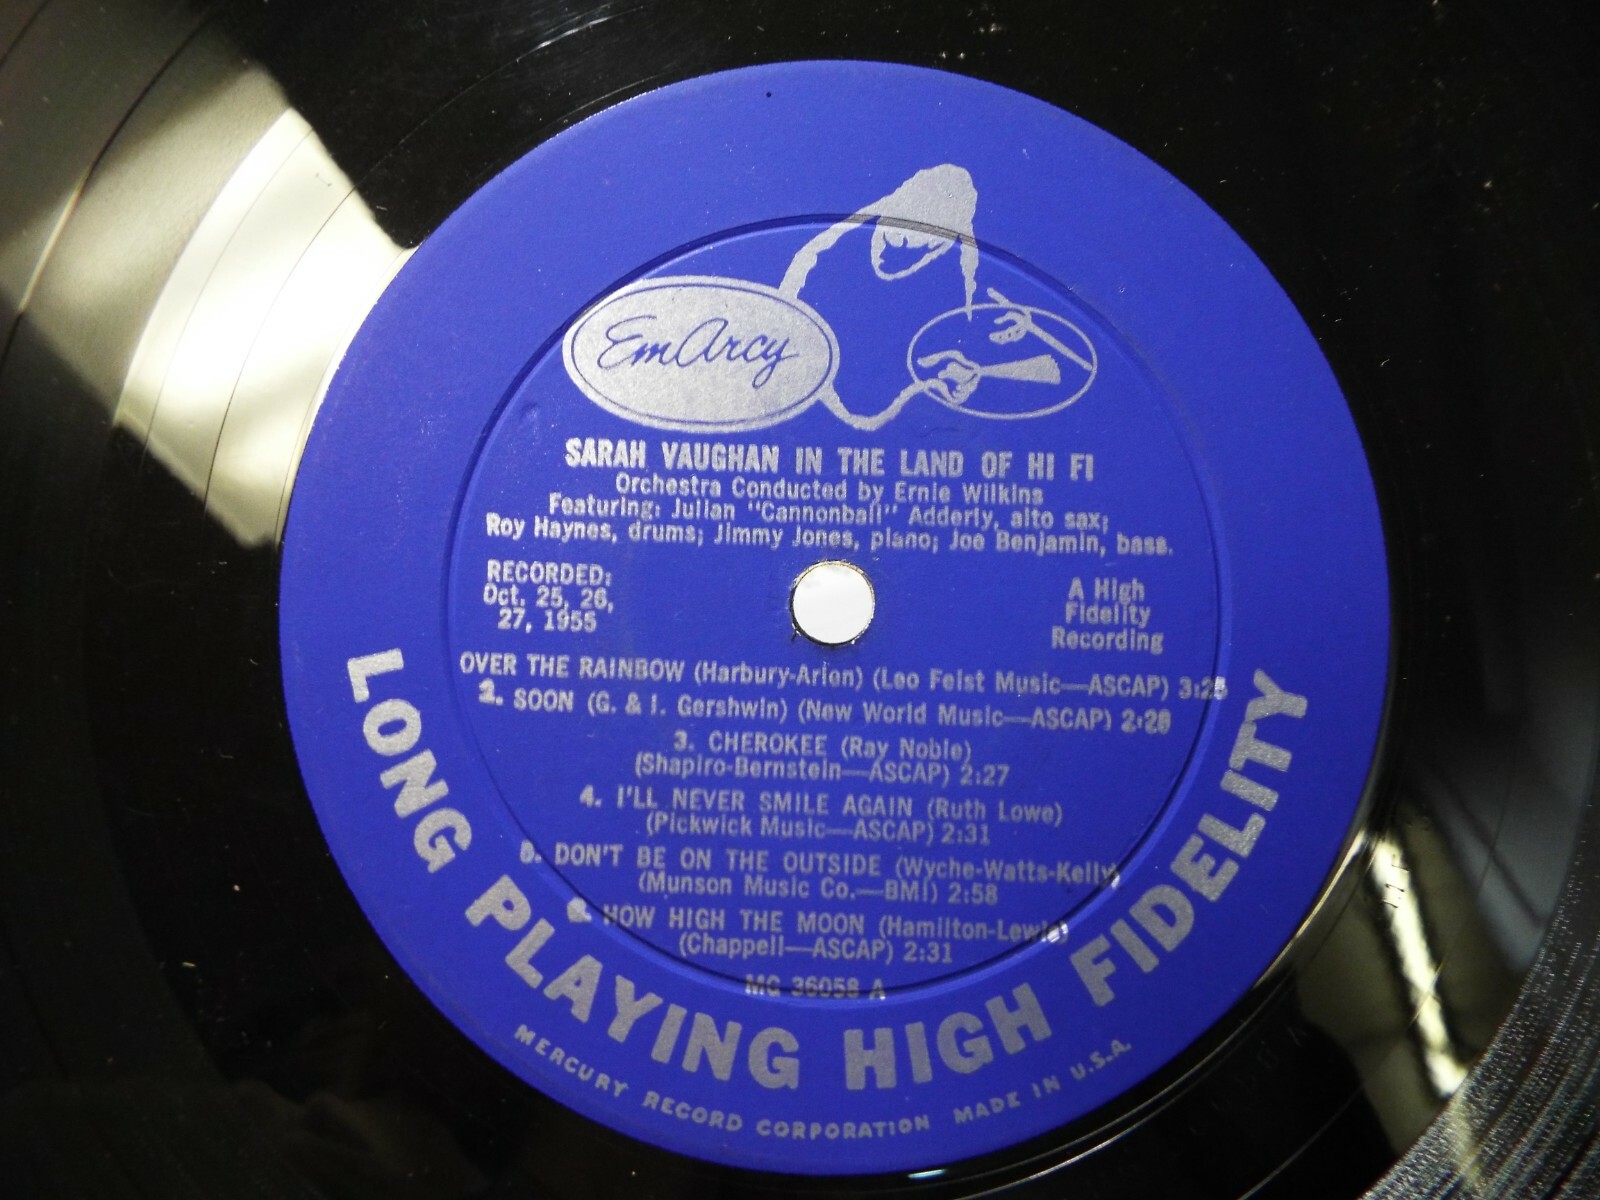 EmArcy
SARAH VAUGHAN IN THE LAND OF HI FI
Orchestra Conducted by Ernie Wilkins
Featuring: Julian "Cannonball" Adderly, alto sax;
Roy Haynes, drums; Jimmy Jones, piano; Joe Benjamin, bass.
RECORDED:
Oct. 25, 26,
27, 1955
A High
Fidelity
Recording
OVER THE RAINBOW (Harbury-Arlen) (Leo Feist Music—ASCAP) 3:25
2. SOON (G. & I. Gershwin) (New World Music—ASCAP) 2:26
3. CHEROKEE (Ray Noble)
(Shapiro-Bernstein—ASCAP) 2:27
4. I'LL NEVER SMILE AGAIN (Ruth Lowe)
(Pickwick Music—ASCAP) 2:31
5. DON'T BE ON THE OUTSIDE (Wyche-Watts-Kelly)
(Munson Music Co.—BMI) 2:58
6. HOW HIGH THE MOON (Hamilton-Lewis)
(Chappell—ASCAP) 2:31
MG 36058 A
LONG PLAYING HIGH FIDELITY
MERCURY RECORD CORPORATION MADE IN U.S.A.